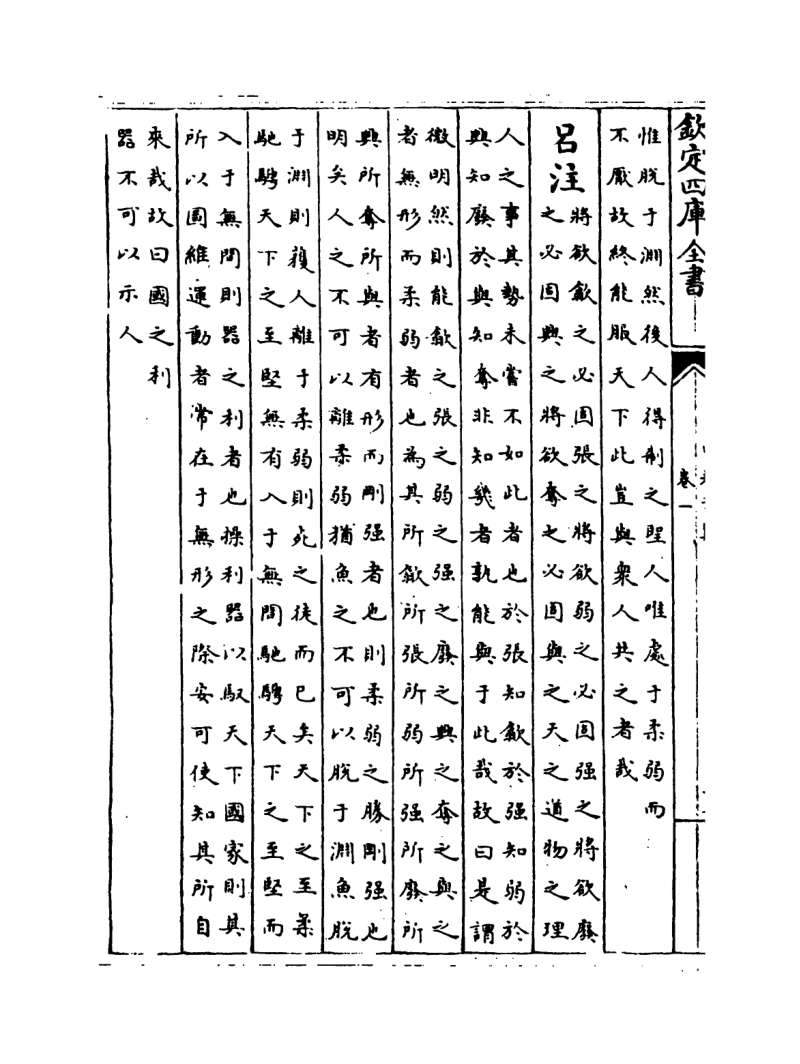 欽定四庫全書
卷一
惟脱于淵然後人得制之聖人唯處于柔弱而
不厭故終能服天下此豈與衆人共之者哉
吕注
將欲歙之必固張之將欲弱之必固强之將欲廢
之必固興之將欲奪之必固與之天之道物之理
人之事其勢未嘗不如此者也於張知歙於强知弱於
興知廢於與知奪非知幾者孰能與于此哉故曰是謂
微明然則能歙之張之弱之强之廢之興之奪之與之
者無形而柔弱者也為其所歙所張所弱所强所廢所
興所奪所與者有形而剛强者也則柔弱之勝剛强也
明矣人之不可以離柔弱猶魚之不可以脱于淵魚脱
于淵則獲人離于柔弱則死之徒而已矣天下之至柔
馳騁天下之至堅無有入于無間馳騁天下之至堅而
入于無間則器之利者也操利器以馭天下國家則其
所以圖維運動者常在于無形之際安可使知其所自
來哉故曰國之利
器不可以示人